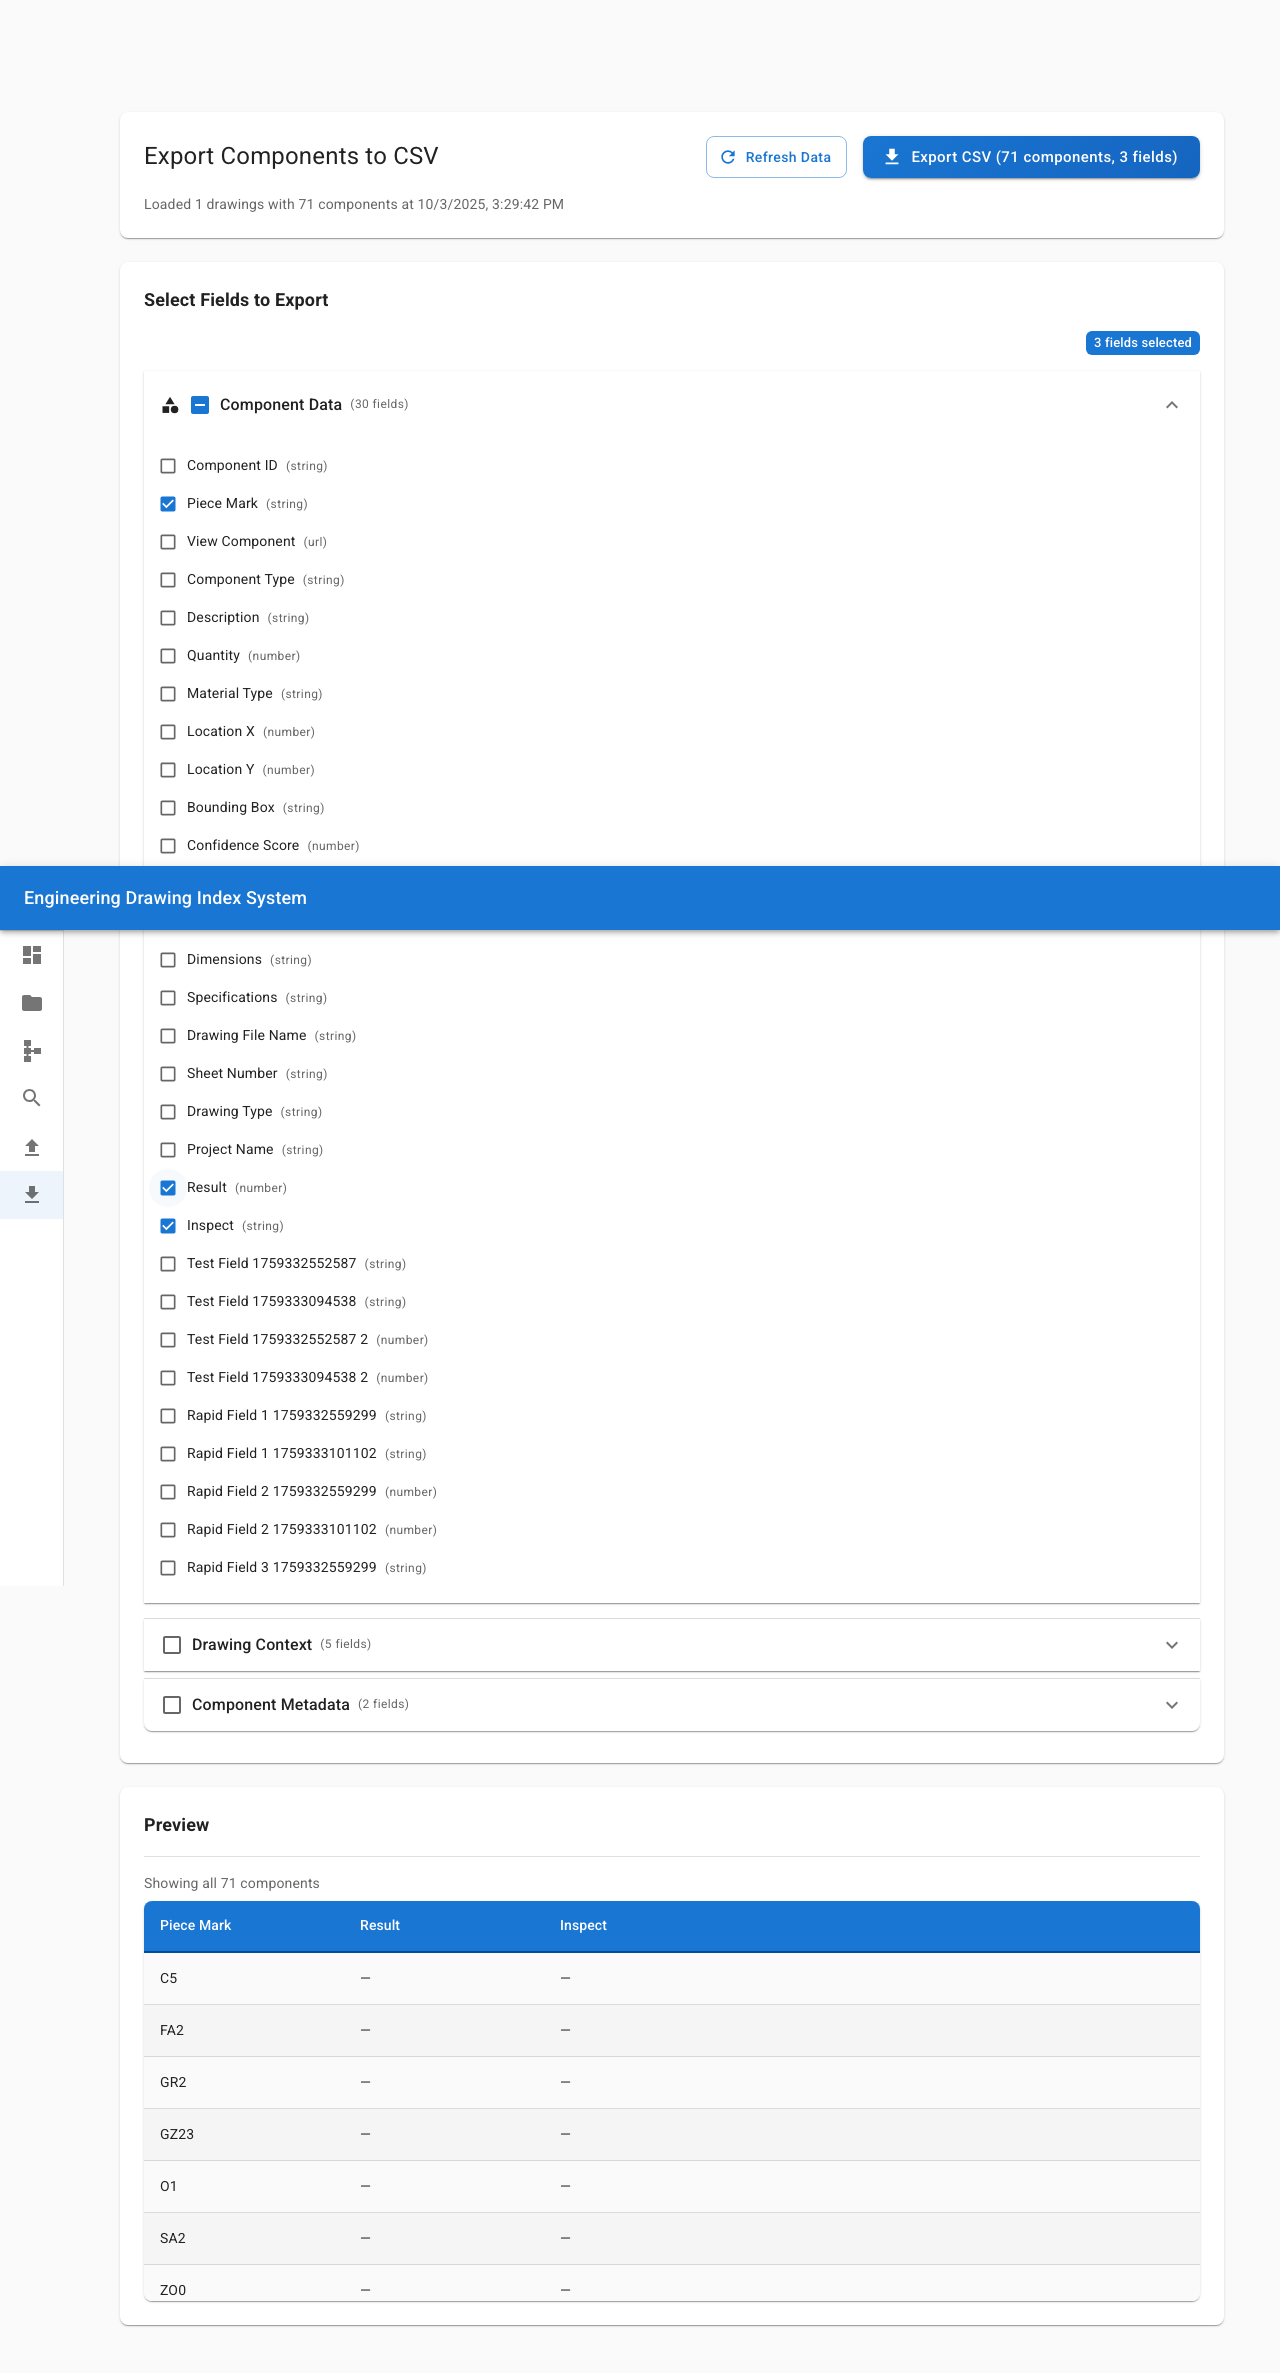 Export Components to CSV
Refresh Data
Export CSV (71 components, 3 fields)
Loaded 1 drawings with 71 components at 10/3/2025, 3:29:42 PM
Select Fields to Export
3 fields selected
Component Data (30 fields)
Component ID (string)
Piece Mark (string)
View Component (url)
Component Type (string)
Description (string)
Quantity (number)
Material Type (string)
Location X (number)
Location Y (number)
Bounding Box (string)
Confidence Score (number)
Engineering Drawing Index System
Dimensions (string)
Specifications (string)
Drawing File Name (string)
Sheet Number (string)
Drawing Type (string)
Project Name (string)
Result (number)
Inspect (string)
Test Field 1759332552587 (string)
Test Field 1759333094538 (string)
Test Field 1759332552587 2 (number)
Test Field 1759333094538 2 (number)
Rapid Field 1 1759332559299 (string)
Rapid Field 1 1759333101102 (string)
Rapid Field 2 1759332559299 (number)
Rapid Field 2 1759333101102 (number)
Rapid Field 3 1759332559299 (string)
Drawing Context (5 fields)
Component Metadata (2 fields)
Preview
Showing all 71 components
Piece Mark Result Inspect
C5 — —
FA2 — —
GR2 — —
GZ23 — —
O1 — —
SA2 — —
ZO0 — —